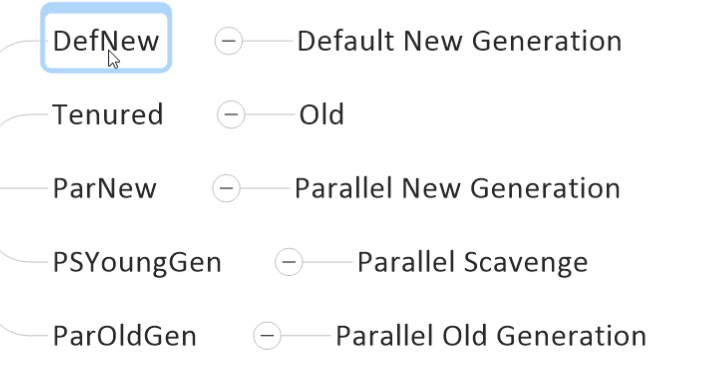 DefNew Default New Generation
Tenured Old
ParNew Parallel New Generation
PSYoungGen Parallel Scavenge
ParOldGen Parallel Old Generation